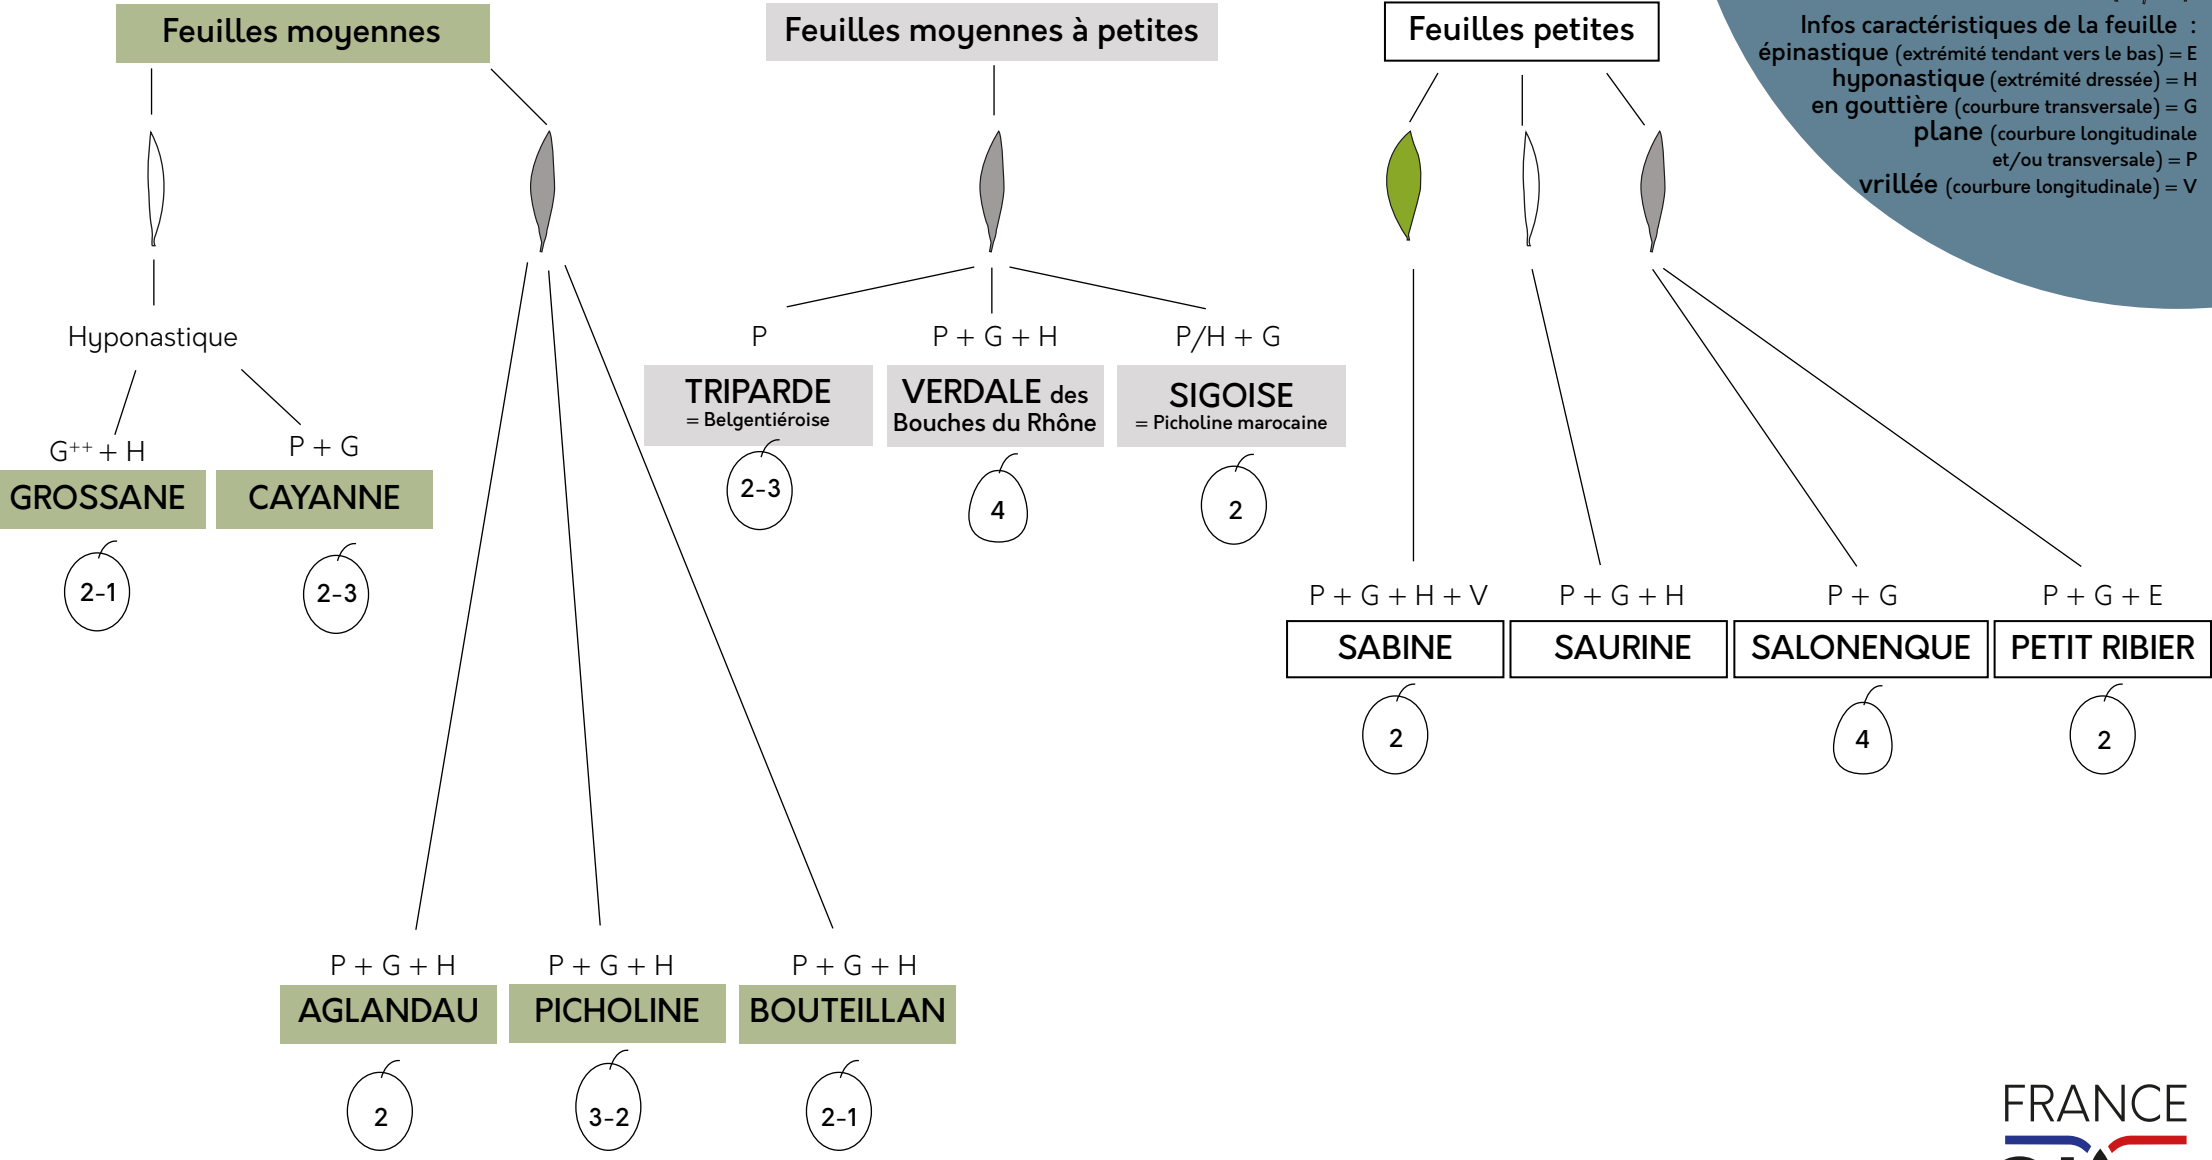 Feuilles moyennes
Feuilles moyennes à petites
Feuilles petites
Infos caractéristiques de la feuille :
épinastique (extrémité tendant vers le bas) = E
hyponastique (extrémité dressée) = H
en gouttière (courbure transversale) = G
plane (courbure longitudinale
et/ou transversale) = P
vrillée (courbure longitudinale) = V
Hyponastique
G++ + H
GROSSANE
2-1
P + G
CAYANNE
2-3
P
TRIPARDE
= Belgentiéroise
2-3
P + G + H
VERDALE des
Bouches du Rhône
4
P/H + G
SIGOISE
= Picholine marocaine
2
P + G + H + V
SABINE
2
P + G + H
SAURINE
P + G
SALONENQUE
4
P + G + E
PETIT RIBIER
2
P + G + H
AGLANDAU
2
P + G + H
PICHOLINE
3-2
P + G + H
BOUTEILLAN
2-1
FRANCE